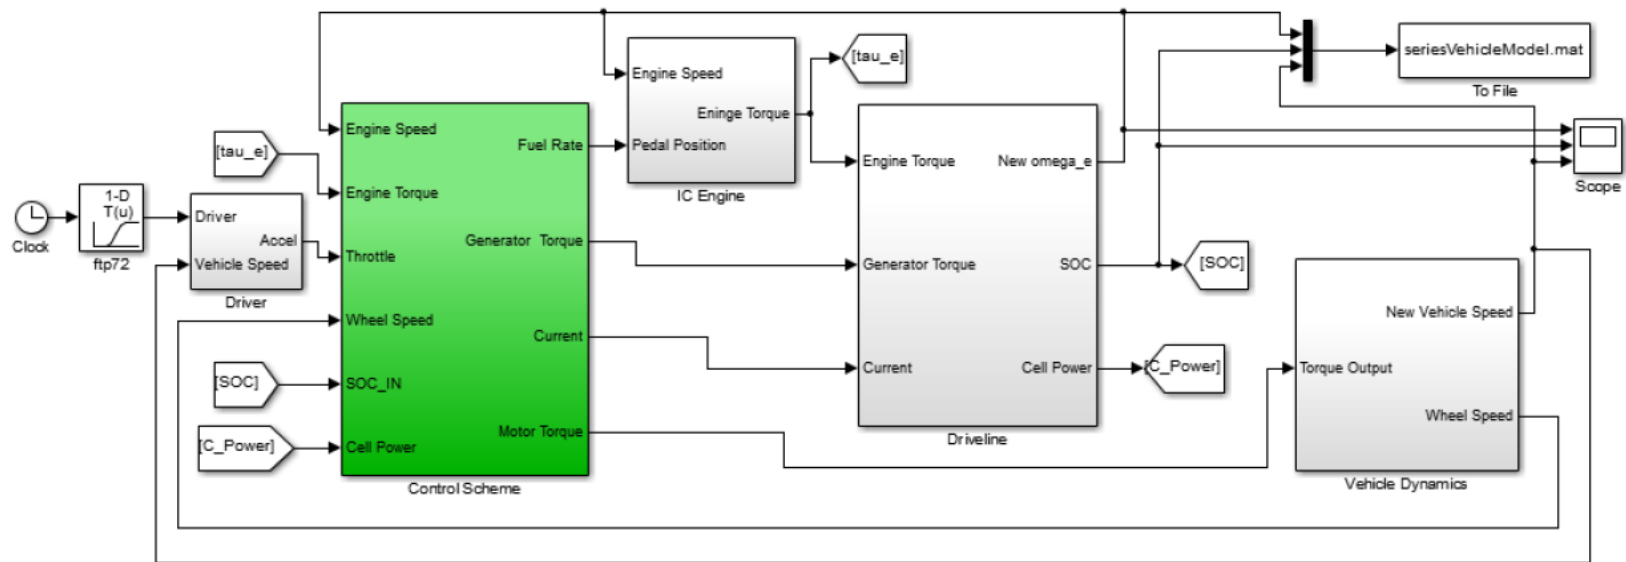 Clock
1-D
T(u)
ftp72
Driver
Accel
Vehicle Speed
Driver
[tau_e]
[SOC]
[C_Power]
Engine Speed
Engine Torque
Throttle
Wheel Speed
SOC_IN
Cell Power
Fuel Rate
Generator Torque
Current
Motor Torque
Control Scheme
Engine Speed
Pedal Position
Eninge Torque
IC Engine
[tau_e]
Engine Torque
Generator Torque
Current
New omega_e
SOC
Cell Power
Driveline
[SOC]
[C_Power]
Torque Output
New Vehicle Speed
Wheel Speed
Vehicle Dynamics
seriesVehicleModel.mat
To File
Scope